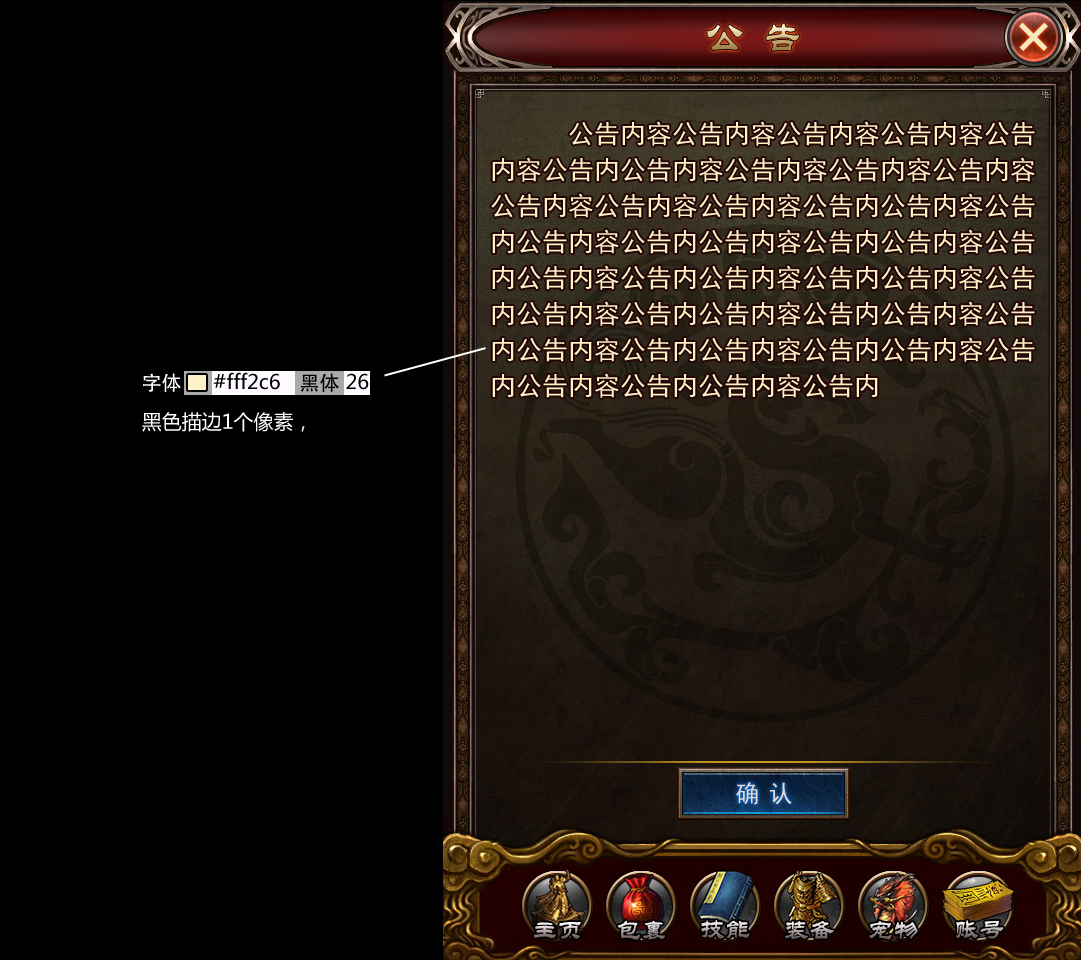 公 告
公告内容公告内容公告内容公告内容公告
内容公告内公告内容公告内容公告内容公告内容
公告内容公告内容公告内容公告内公告内容公告
内公告内容公告内公告内容公告内公告内容公告
内公告内容公告内公告内容公告内公告内容公告
内公告内容公告内公告内容公告内公告内容公告
内公告内容公告内公告内容公告内公告内容公告
内公告内容公告内公告内容公告内
字体 #fff2c6 黑体 26
黑色描边1个像素，
确 认
主页 包裹 技能 装备 宠物 账号